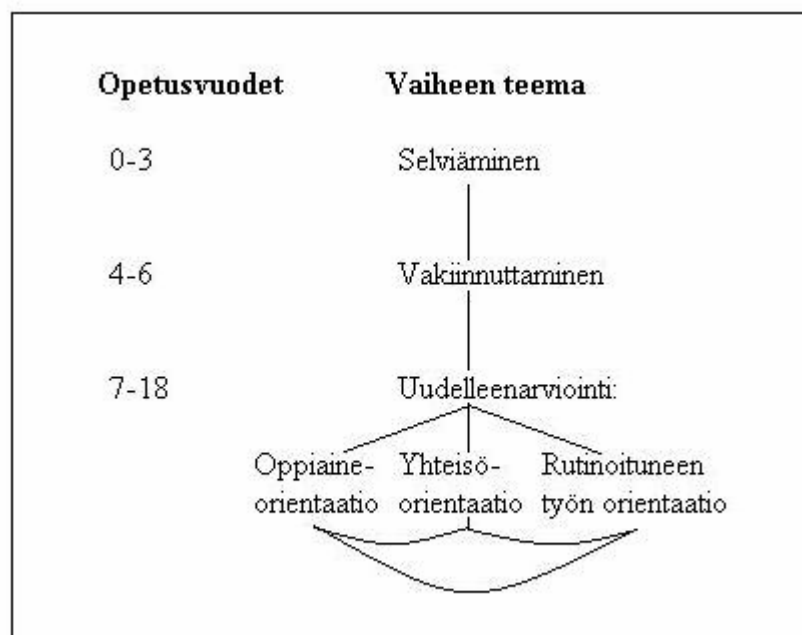 Opetusvuodet Vaiheen teema
0-3 Selviäminen
4-6 Vakiinnuttaminen
7-18 Uudelleenarviointi:
Oppiaine- Yhteisö- Rutinoituneen
orientaatio orientaatio työn orientaatio